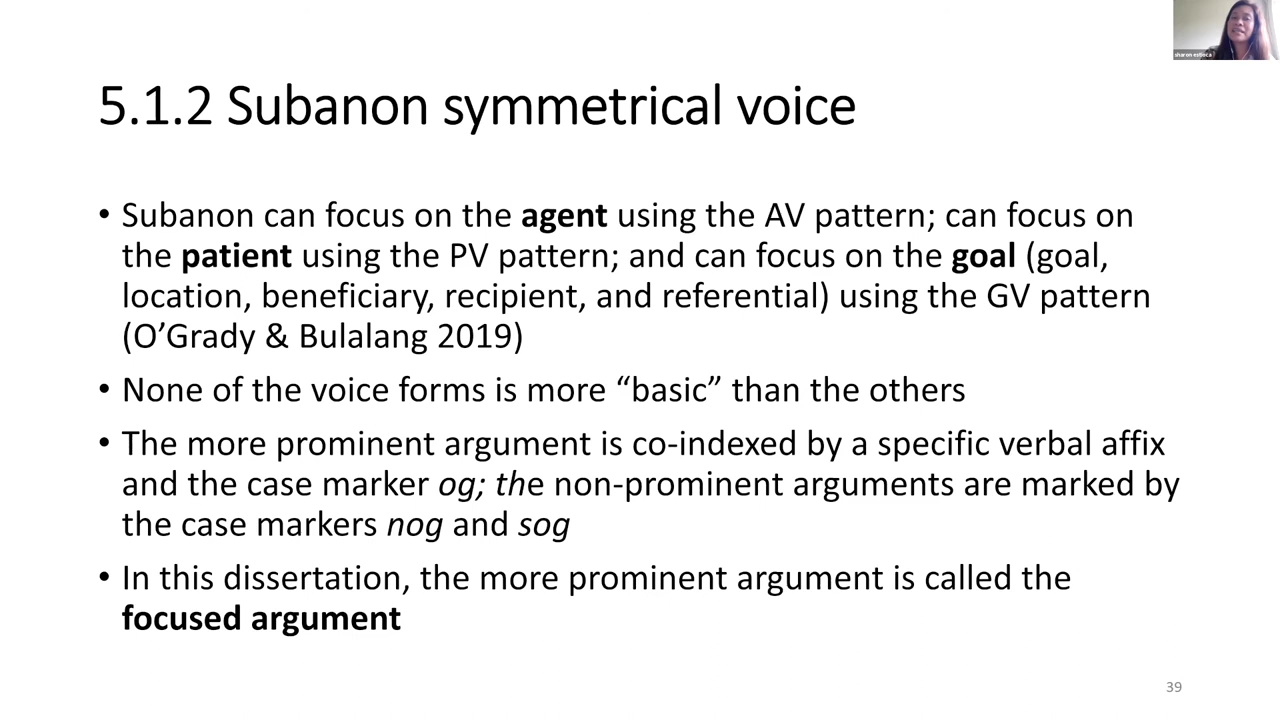 sharon estioca
5.1.2 Subanon symmetrical voice
• Subanon can focus on the agent using the AV pattern; can focus on
the patient using the PV pattern; and can focus on the goal (goal,
location, beneficiary, recipient, and referential) using the GV pattern
(O’Grady & Bulalang 2019)
• None of the voice forms is more “basic” than the others
• The more prominent argument is co-indexed by a specific verbal affix
and the case marker og; the non-prominent arguments are marked by
the case markers nog and sog
• In this dissertation, the more prominent argument is called the
focused argument
39